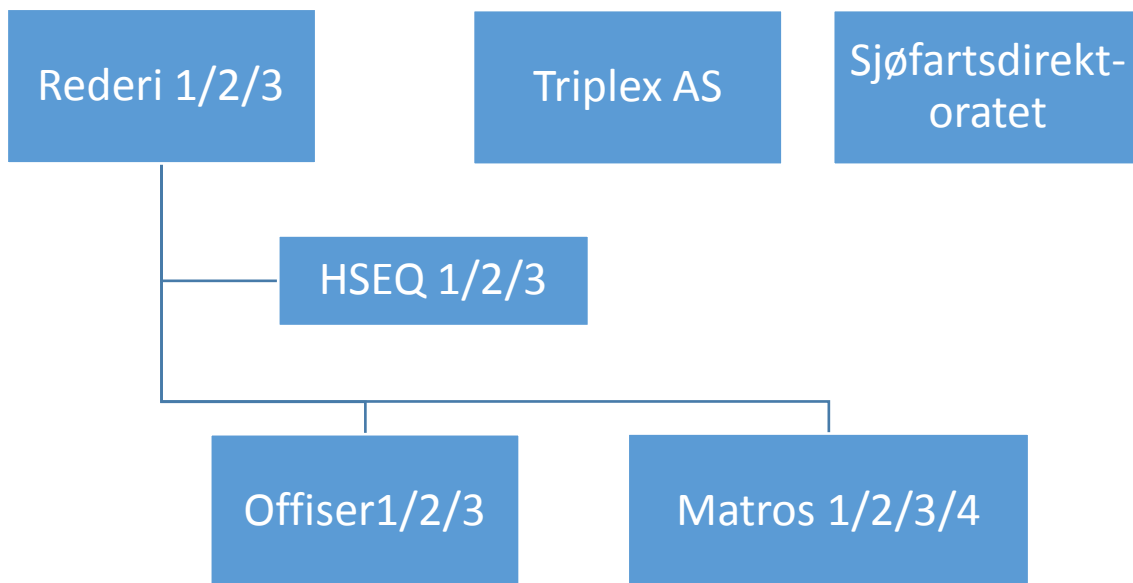 Rederi 1/2/3
Triplex AS
Sjøfartsdirekt-
oratet
HSEQ 1/2/3
Offiser1/2/3
Matros 1/2/3/4